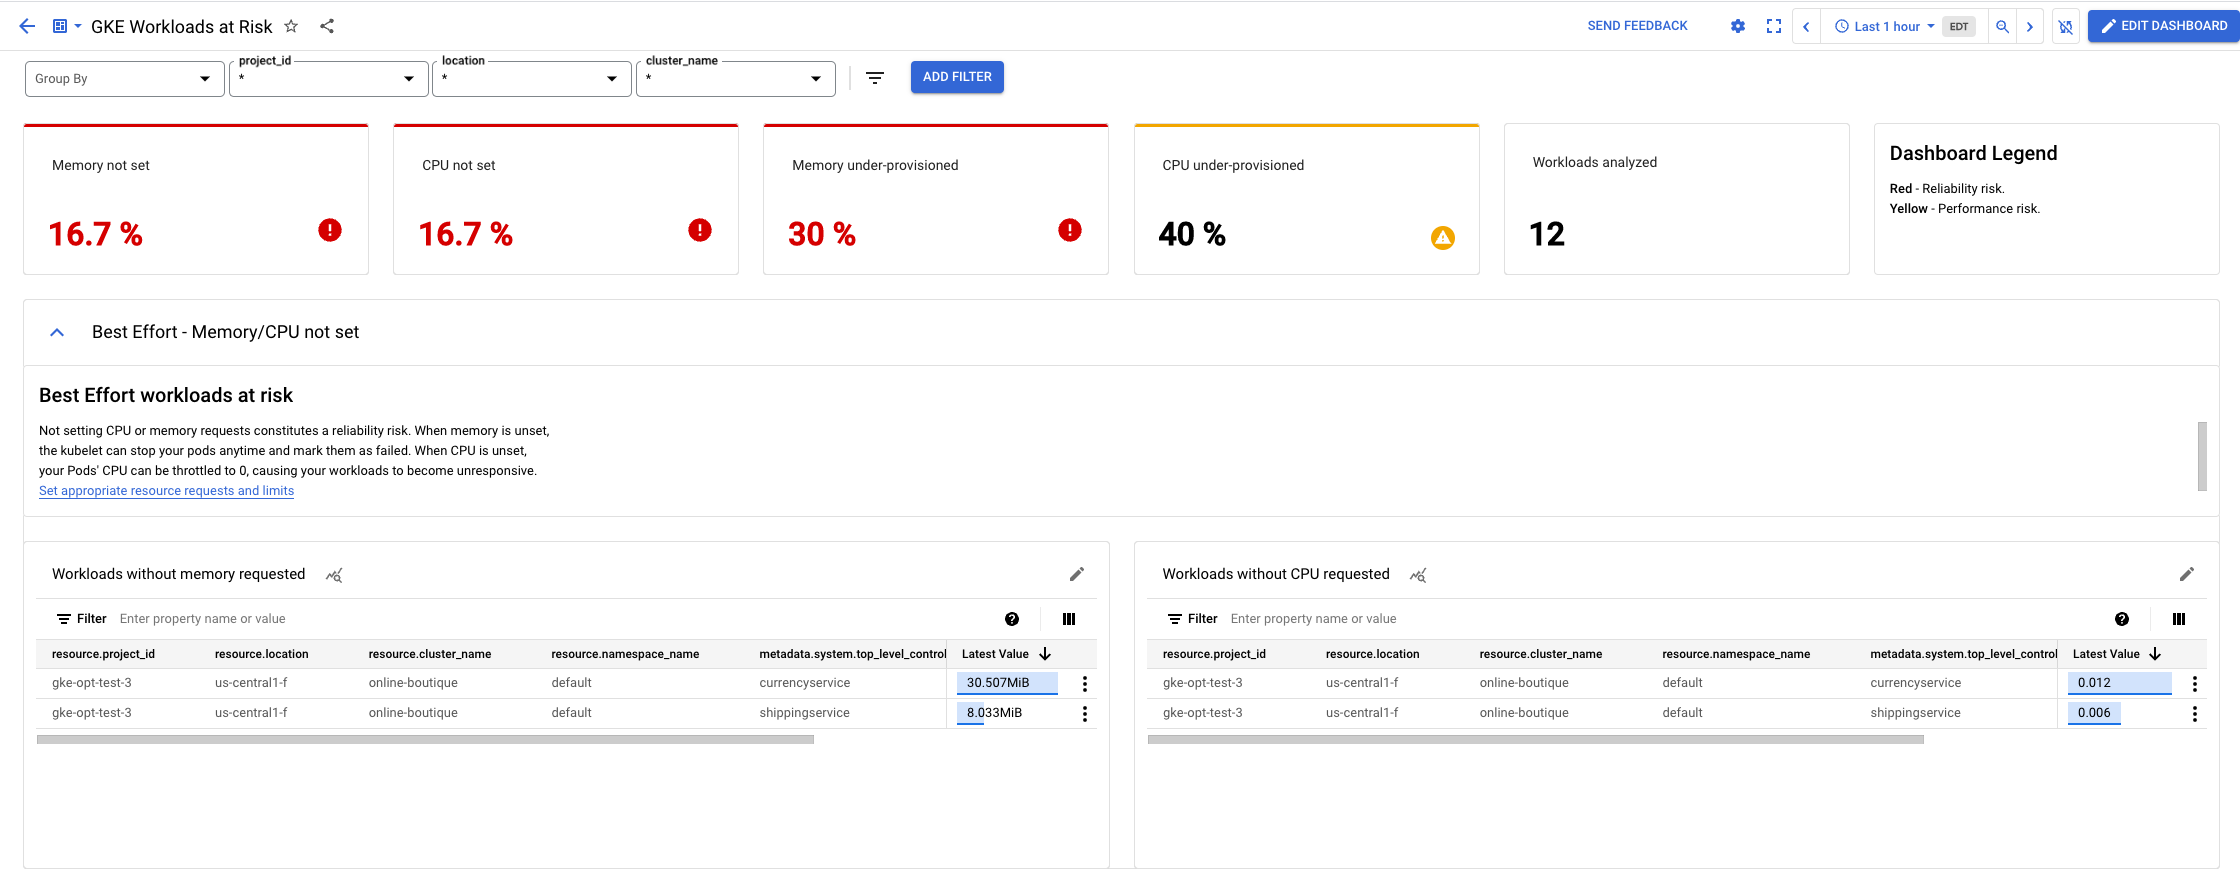 GKE Workloads at Risk
SEND FEEDBACK
Last 1 hour
EDT
EDIT DASHBOARD
Group By
project_id
*
location
*
cluster_name
*
ADD FILTER
Memory not set
16.7 %
CPU not set
16.7 %
Memory under-provisioned
30 %
CPU under-provisioned
40 %
Workloads analyzed
12
Dashboard Legend
Red - Reliability risk.
Yellow - Performance risk.
Best Effort - Memory/CPU not set
Best Effort workloads at risk
Not setting CPU or memory requests constitutes a reliability risk. When memory is unset,
the kubelet can stop your pods anytime and mark them as failed. When CPU is unset,
your Pods' CPU can be throttled to 0, causing your workloads to become unresponsive.
Set appropriate resource requests and limits
Workloads without memory requested
Filter Enter property name or value
resource.project_id resource.location resource.cluster_name resource.namespace_name metadata.system.top_level_control Latest Value
gke-opt-test-3 us-central1-f online-boutique default currencyservice 30.507MiB
gke-opt-test-3 us-central1-f online-boutique default shippingservice 8.033MiB
Workloads without CPU requested
Filter Enter property name or value
resource.project_id resource.location resource.cluster_name resource.namespace_name metadata.system.top_level_control Latest Value
gke-opt-test-3 us-central1-f online-boutique default currencyservice 0.012
gke-opt-test-3 us-central1-f online-boutique default shippingservice 0.006